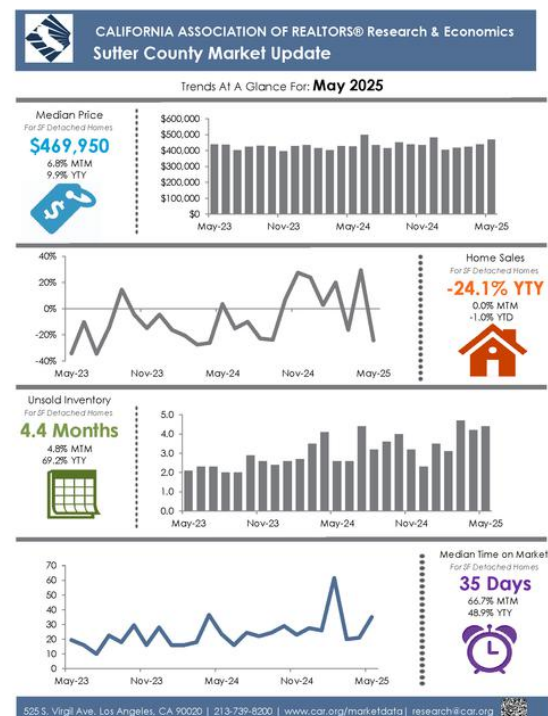 CALIFORNIA ASSOCIATION OF REALTORS® Research & Economics
Sutter County Market Update
Trends At A Glance For: May 2025
Median Price
For SF Detached Homes
$469,950
6.8% MTM
9.9% YTY
$
$600,000
$500,000
$400,000
$300,000
$200,000
$100,000
$0
May-23 Nov-23 May-24 Nov-24 May-25
40%
20%
0%
-20%
-40%
May-23 Nov-23 May-24 Nov-24 May-25
Home Sales
For SF Detached Homes
-24.1% YTY
0.0% MTM
-1.0% YTD
Unsold Inventory
For SF Detached Homes
4.4 Months
4.8% MTM
69.2% YTY
5.0
4.0
3.0
2.0
1.0
0.0
May-23 Nov-23 May-24 Nov-24 May-25
70
60
50
40
30
20
10
0
May-23 Nov-23 May-24 Nov-24 May-25
Median Time on Market
For SF Detached Homes
35 Days
66.7% MTM
48.9% YTY
525 S. Virgil Ave. Los Angeles, CA 90020 | 213-739-8200 | www.car.org/marketdata| research@car.org